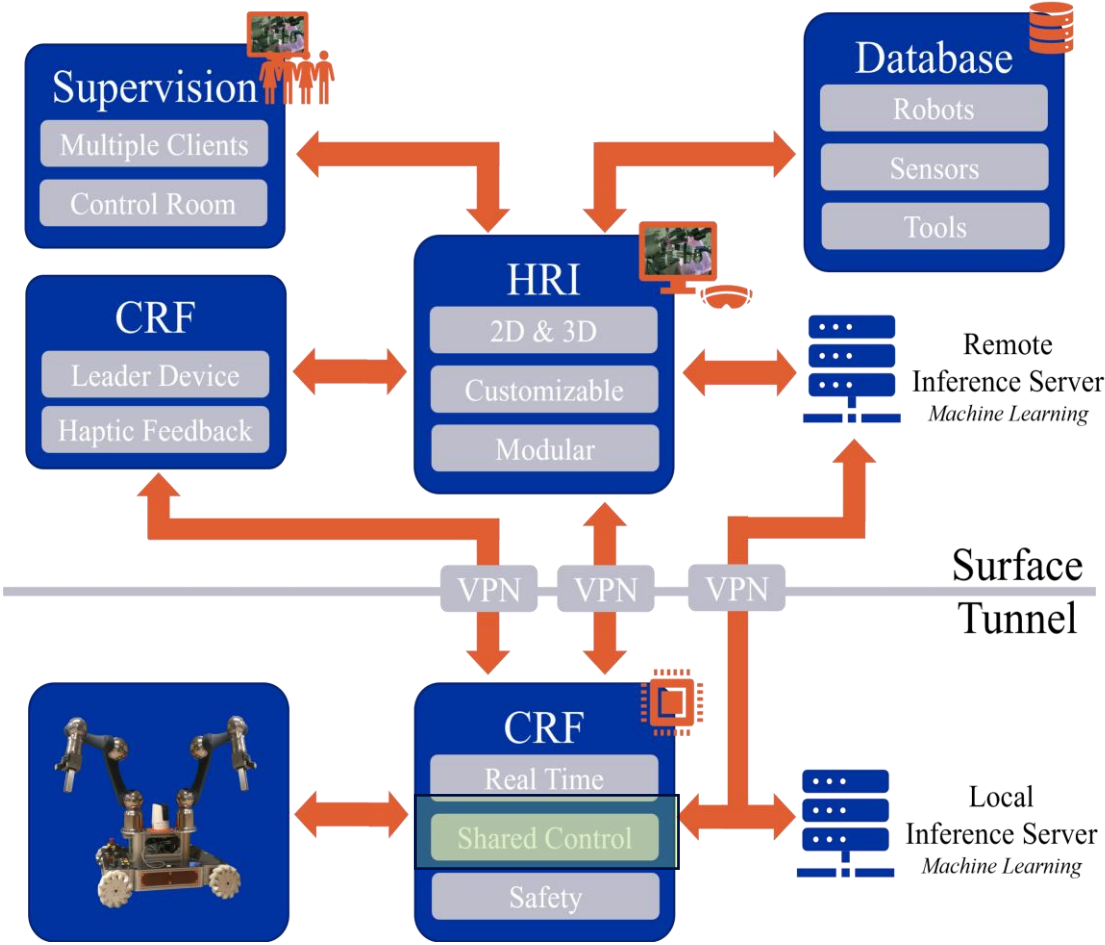 Supervision
Multiple Clients
Control Room
Database
Robots
Sensors
Tools
CRF
Leader Device
Haptic Feedback
HRI
2D & 3D
Customizable
Modular
Remote
Inference Server
Machine Learning
VPN
VPN
VPN
Surface
Tunnel
CRF
Real Time
Shared Control
Safety
Local
Inference Server
Machine Learning